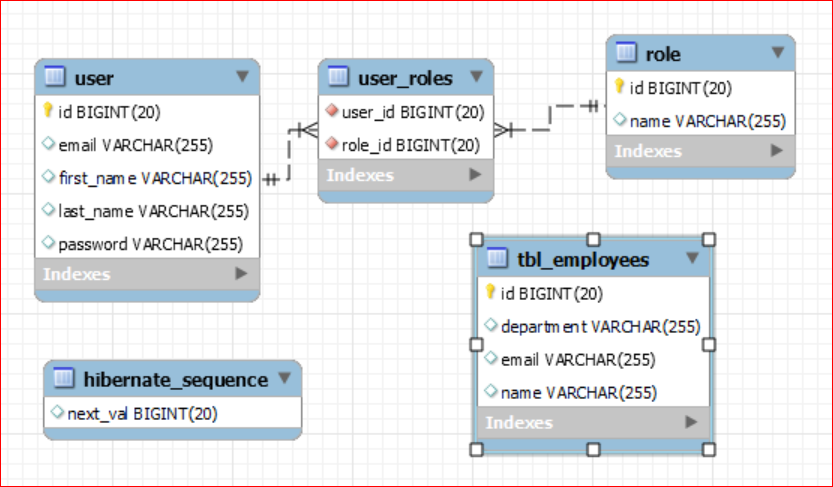 user
id BIGINT(20)
email VARCHAR(255)
first_name VARCHAR(255)
last_name VARCHAR(255)
password VARCHAR(255)
Indexes
user_roles
user_id BIGINT(20)
role_id BIGINT(20)
Indexes
role
id BIGINT(20)
name VARCHAR(255)
Indexes
hibernate_sequence
next_val BIGINT(20)
tbl_employees
id BIGINT(20)
department VARCHAR(255)
email VARCHAR(255)
name VARCHAR(255)
Indexes